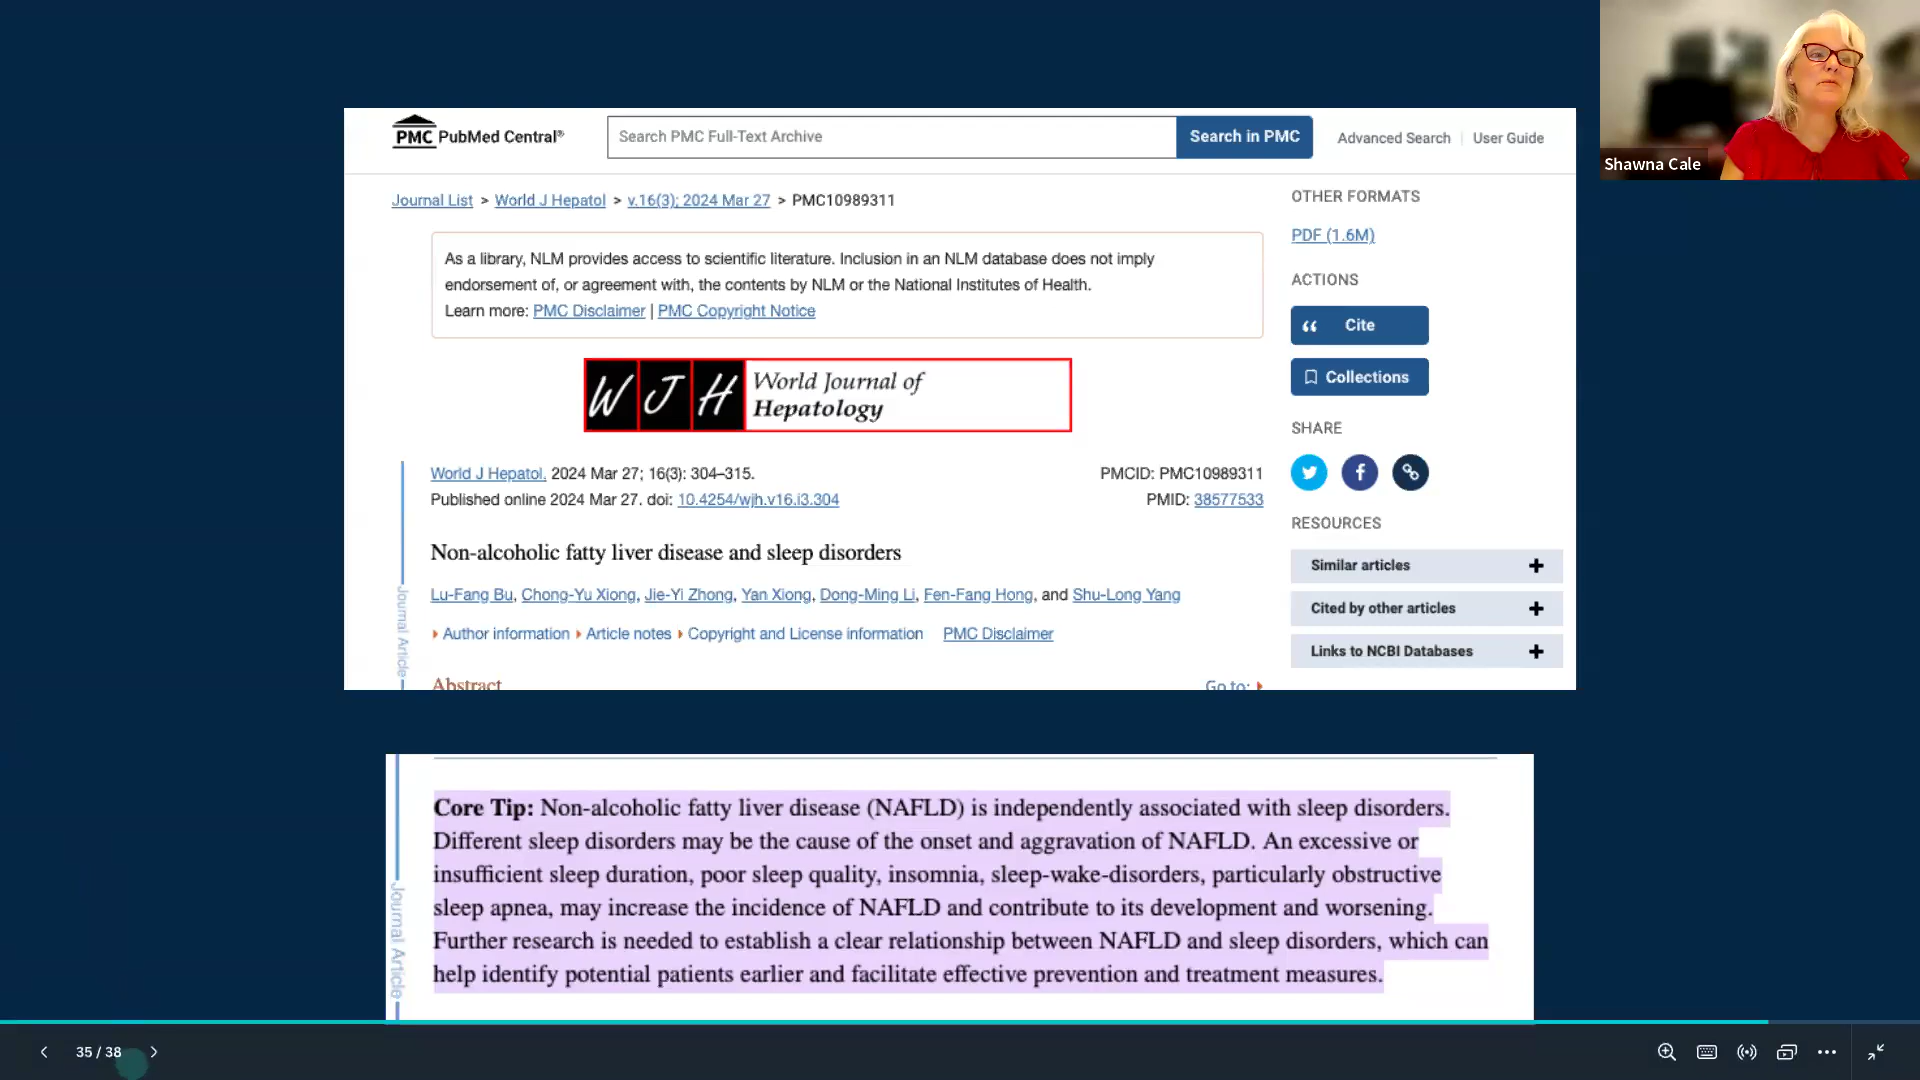 PMC PubMed Central®
Search PMC Full-Text Archive
Search in PMC
Advanced Search | User Guide
Shawna Cale
Journal List > World J Hepatol > v.16(3); 2024 Mar 27 > PMC10989311
As a library, NLM provides access to scientific literature. Inclusion in an NLM database does not imply
endorsement of, or agreement with, the contents by NLM or the National Institutes of Health.
Learn more: PMC Disclaimer | PMC Copyright Notice
W J H
World Journal of
Hepatology
World J Hepatol. 2024 Mar 27; 16(3): 304–315.
PMCID: PMC10989311
Published online 2024 Mar 27. doi: 10.4254/wjh.v16.i3.304
PMID: 38577533
Non-alcoholic fatty liver disease and sleep disorders
Lu-Fang Bu, Chong-Yu Xiong, Jie-Yi Zhong, Yan Xiong, Dong-Ming Li, Fen-Fang Hong, and Shu-Long Yang
Author information Article notes Copyright and License information PMC Disclaimer
Abstract
Go to:
Journal Article
OTHER FORMATS
PDF (1.6M)
ACTIONS
Cite
Collections
SHARE
RESOURCES
Similar articles
Cited by other articles
Links to NCBI Databases
Core Tip: Non-alcoholic fatty liver disease (NAFLD) is independently associated with sleep disorders.
Different sleep disorders may be the cause of the onset and aggravation of NAFLD. An excessive or
insufficient sleep duration, poor sleep quality, insomnia, sleep-wake-disorders, particularly obstructive
sleep apnea, may increase the incidence of NAFLD and contribute to its development and worsening.
Further research is needed to establish a clear relationship between NAFLD and sleep disorders, which can
help identify potential patients earlier and facilitate effective prevention and treatment measures.
Journal Article
35 / 38